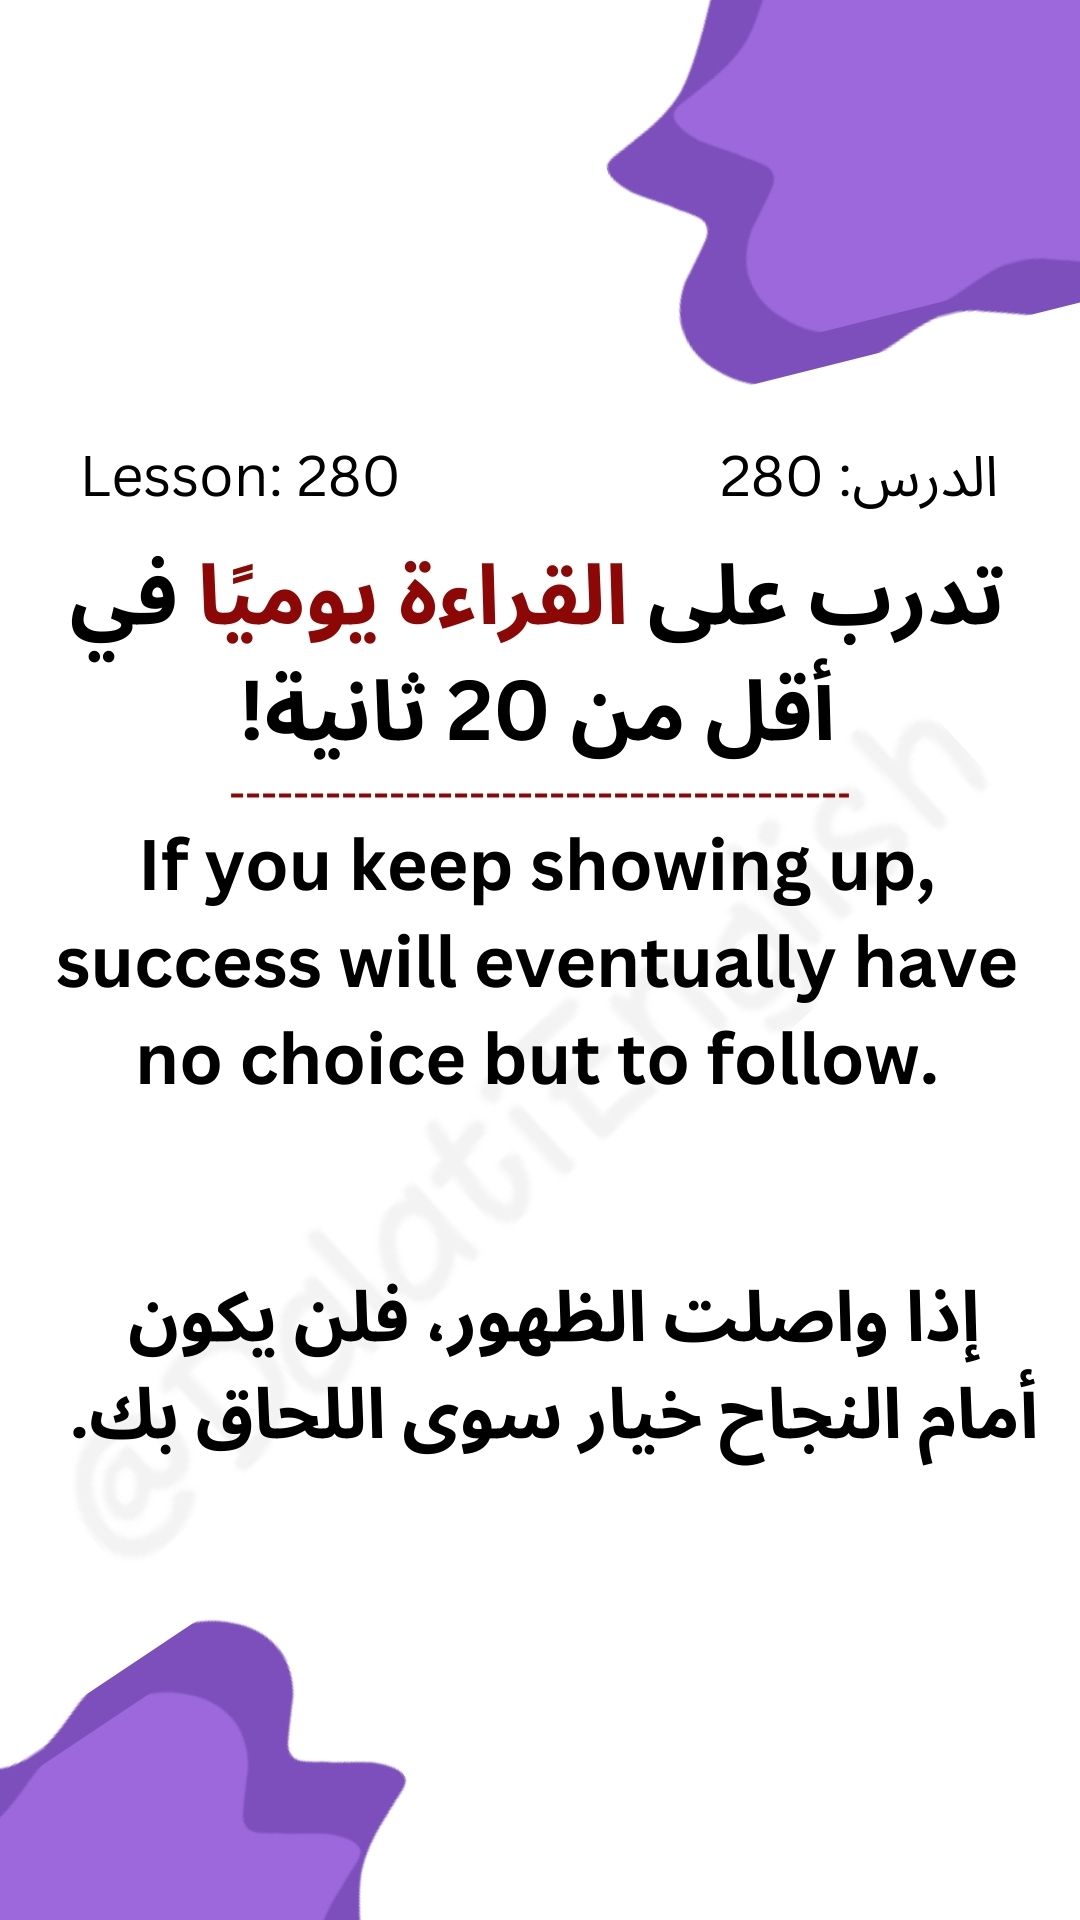 Lesson: 280
الدرس: 280
تدرب على القراءة يوميًا في
أقل من 20 ثانية!
---------------------------------------
If you keep showing up,
success will eventually have
no choice but to follow.
إذا واصلت الظهور، فلن يكون
أمام النجاح خيار سوى اللحاق بك.
@DalatiEnglish